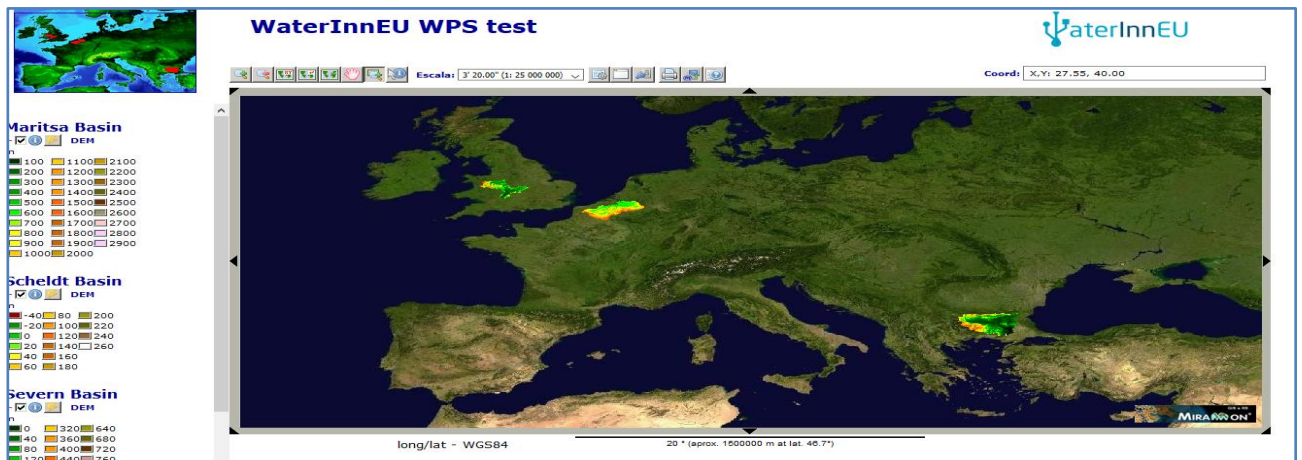 WaterInnEU WPS test
aterInnEU
Escala: 3' 20.00" (1: 25 000 000)
Coord: X,Y: 27.55, 40.00
Maritsa Basin
DEM
100 1100 2100
200 1200 2200
300 1300 2300
400 1400 2400
500 1500 2500
600 1600 2600
700 1700 2700
800 1800 2800
900 1900 2900
1000 2000
Scheldt Basin
DEM
-40 80 200
-20 100 220
0 120 240
20 140 260
40 160
60 180
Severn Basin
DEM
0 320 640
40 360 680
80 400 720
120 440 760
MIRAMON
long/lat - WGS84
20 ° (aprox. 1500000 m at lat. 46.7°)